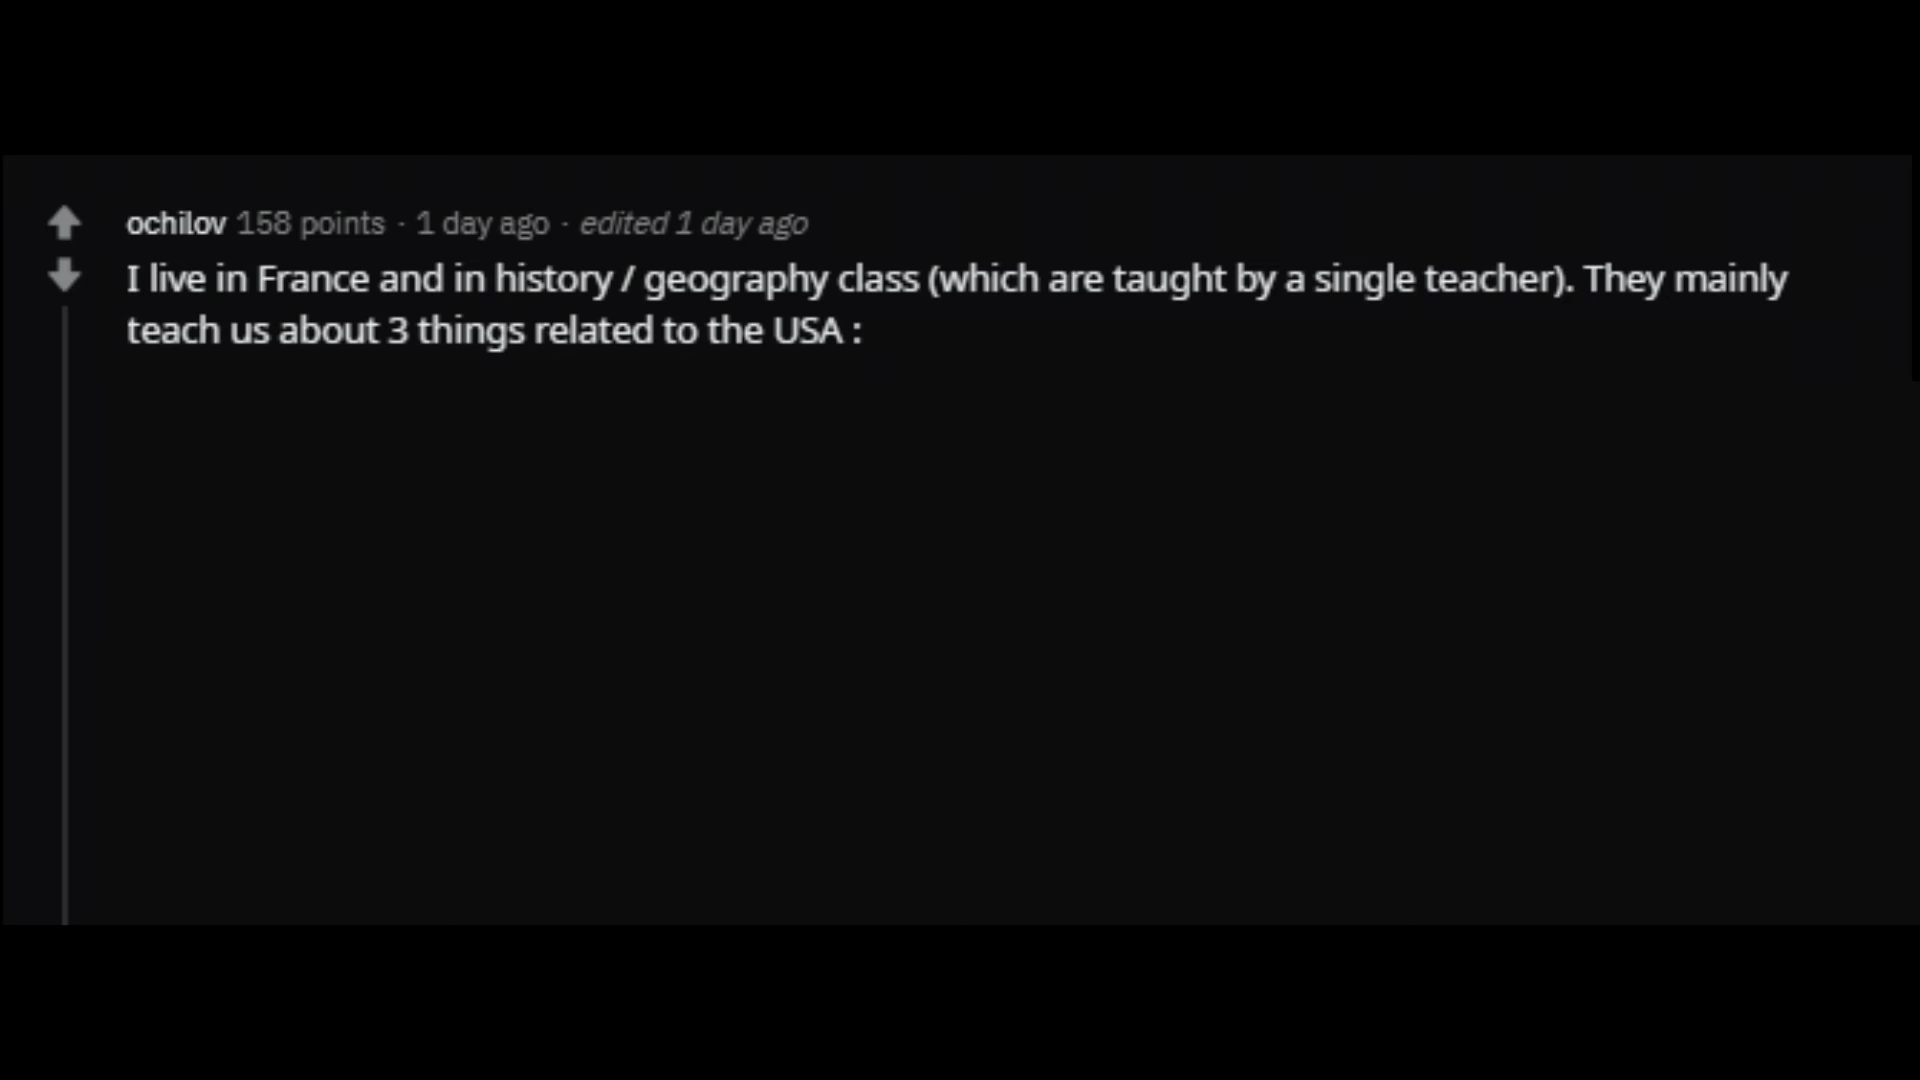 ochilov 158 points · 1 day ago · edited 1 day ago
I live in France and in history / geography class (which are taught by a single teacher). They mainly
teach us about 3 things related to the USA :